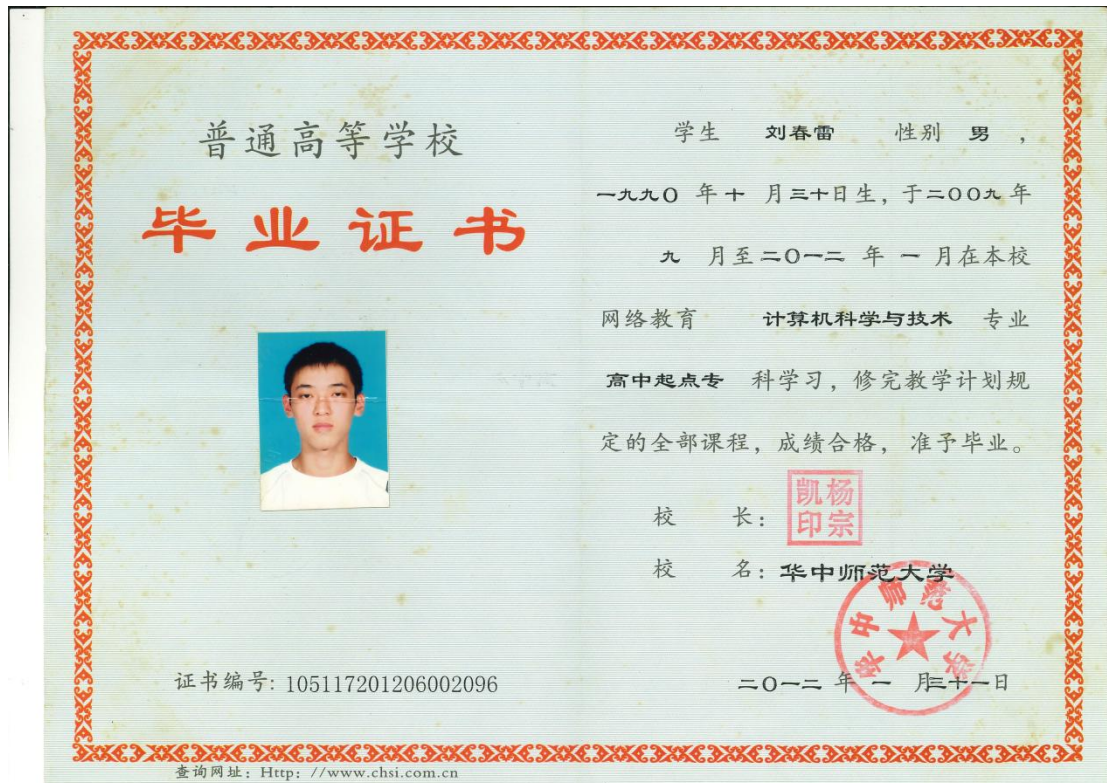 普通高等学校
毕业证书
证书编号: 105117201206002096
查询网址: Http: //www.chsi.com.cn
学生 刘春雷 性别 男,
一九九〇 年十 月三十日生, 于二〇〇九年
九 月至二〇一二 年 一 月在本校
网络教育 计算机科学与技术 专业
高中起点专 科学习, 修完教学计划规
定的全部课程, 成绩合格, 准予毕业。
校 长:
杨宗凯印
校 名: 华中师范大学
华中师范大学
二〇一二 年 一 月三十一日